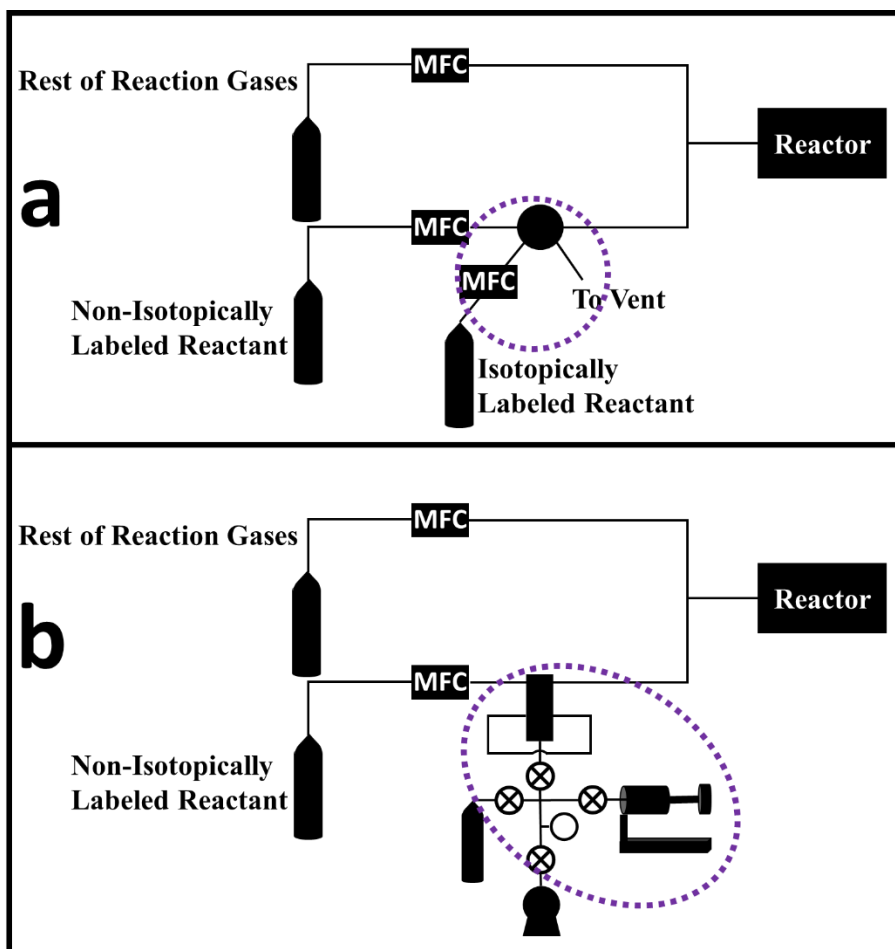 a
Rest of Reaction Gases
MFC
Reactor
MFC
MFC
Non-Isotopically
Labeled Reactant
To Vent
Isotopically
Labeled Reactant
b
Rest of Reaction Gases
MFC
Reactor
MFC
Non-Isotopically
Labeled Reactant